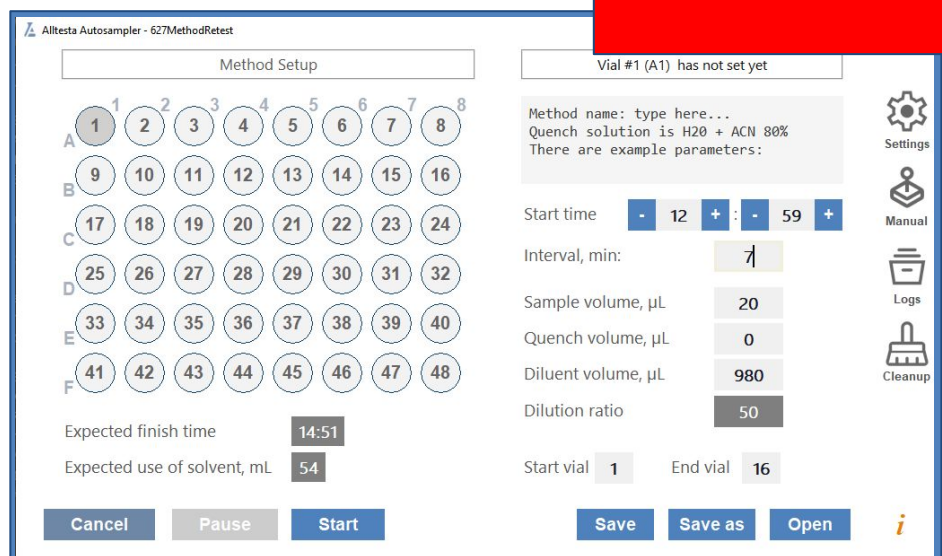 Alltesta Autosampler - 627MethodRetest
Method Setup
1 2 3 4 5 6 7 8
A 1 2 3 4 5 6 7 8
B 9 10 11 12 13 14 15 16
C 17 18 19 20 21 22 23 24
D 25 26 27 28 29 30 31 32
E 33 34 35 36 37 38 39 40
F 41 42 43 44 45 46 47 48
Expected finish time 14:51
Expected use of solvent, mL 54
Cancel Pause Start
Vial #1 (A1) has not set yet
Method name: type here...
Quench solution is H20 + ACN 80%
There are example parameters:
Start time - 12 + : - 59 +
Interval, min: 7
Sample volume, µL 20
Quench volume, µL 0
Diluent volume, µL 980
Dilution ratio 50
Start vial 1 End vial 16
Save Save as Open
Settings
Manual
Logs
Cleanup
i